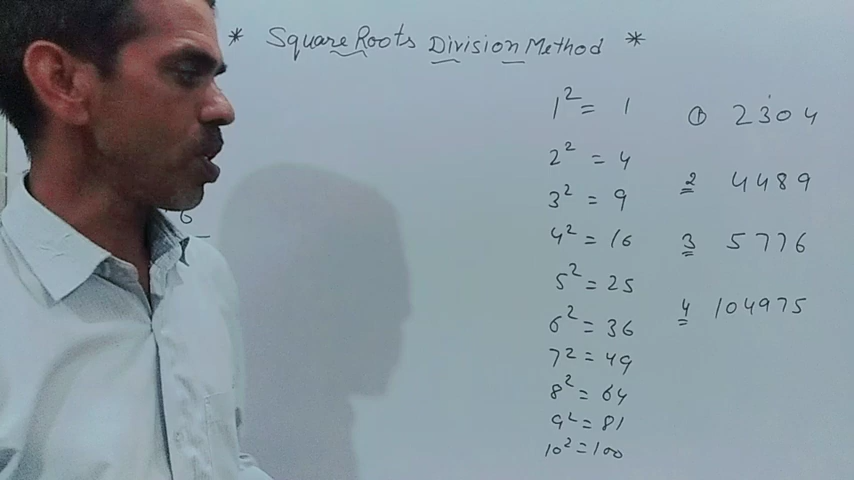 * Square Roots Division Method *
1² = 1
2² = 4
3² = 9
4² = 16
5² = 25
6² = 36
7² = 49
8² = 64
9² = 81
10² = 100
① 2304
2 4489
3 5776
4 104975
6